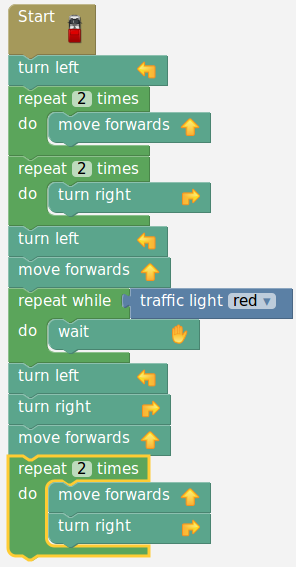 Start
turn left
repeat 2 times
do move forwards
repeat 2 times
do turn right
turn left
move forwards
repeat while traffic light red ▾
do wait
turn left
turn right
move forwards
repeat 2 times
do move forwards
turn right